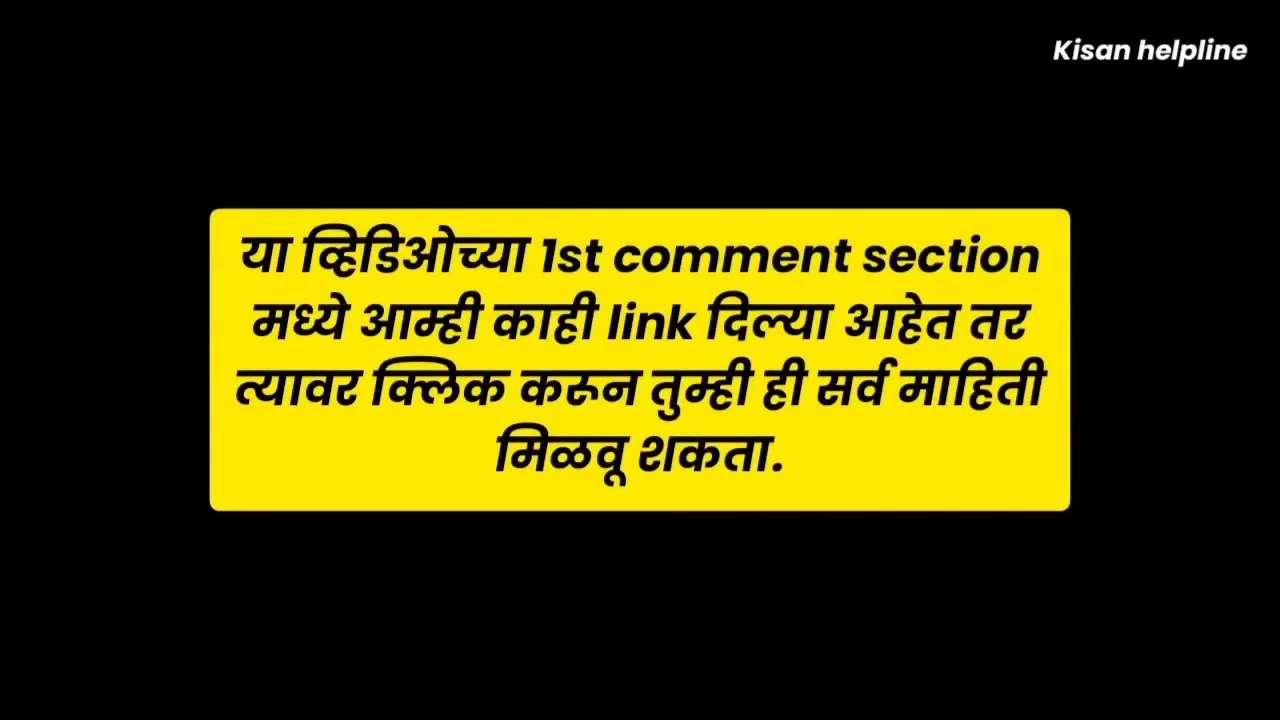 Kisan helpline
या व्हिडिओच्या 1st comment section
मध्ये आम्ही काही link दिल्या आहेत तर
त्यावर क्लिक करून तुम्ही ही सर्व माहिती
मिळवू शकता.